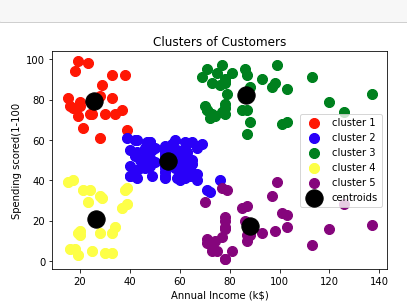 Clusters of Customers
Spending scored(1-100
100
80
60
40
20
0
cluster 1
cluster 2
cluster 3
cluster 4
cluster 5
centroids
20
40
60
80
100
120
140
Annual Income (k$)